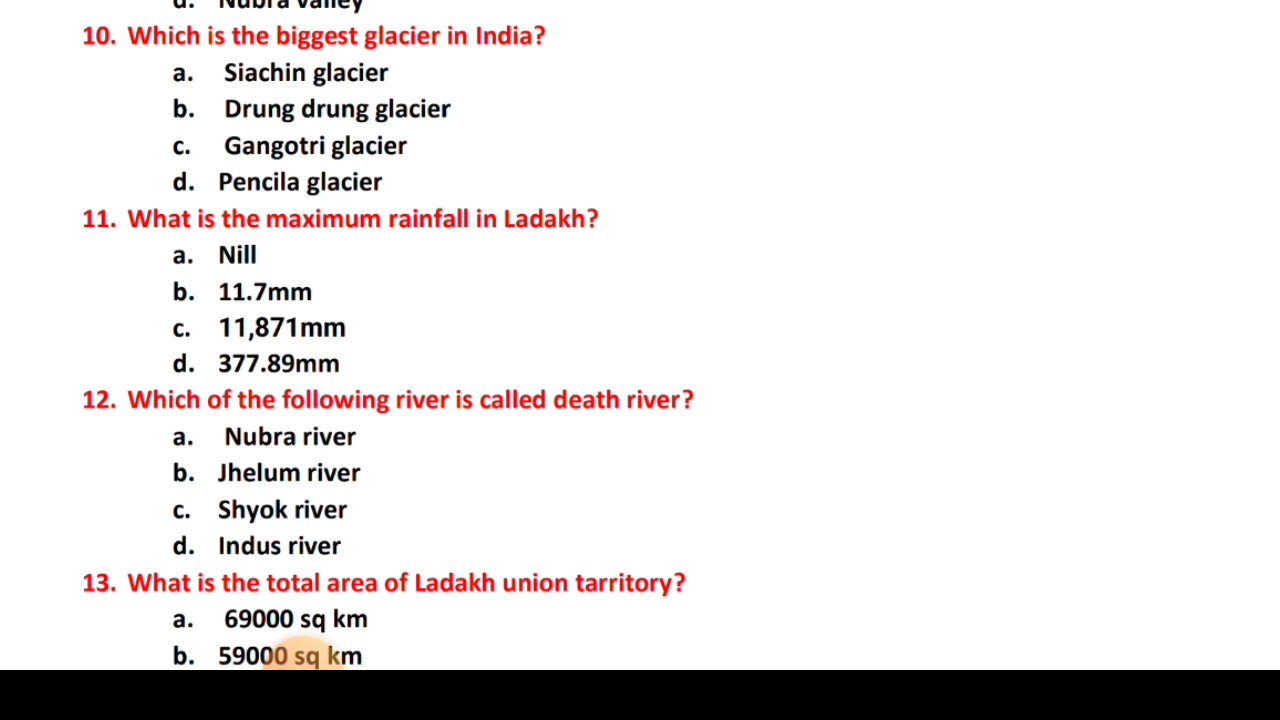 d. Nubra valley
10. Which is the biggest glacier in India?
a. Siachin glacier
b. Drung drung glacier
c. Gangotri glacier
d. Pencila glacier
11. What is the maximum rainfall in Ladakh?
a. Nill
b. 11.7mm
c. 11,871mm
d. 377.89mm
12. Which of the following river is called death river?
a. Nubra river
b. Jhelum river
c. Shyok river
d. Indus river
13. What is the total area of Ladakh union tarritory?
a. 69000 sq km
b. 59000 sq km